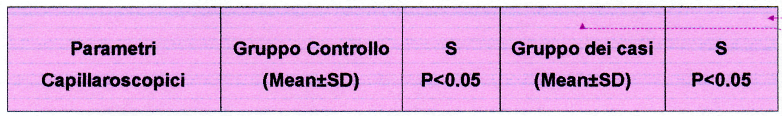 Parametri Gruppo Controllo S Gruppo dei casi S
Capillaroscopici (Mean±SD) P<0.05 (Mean±SD) P<0.05